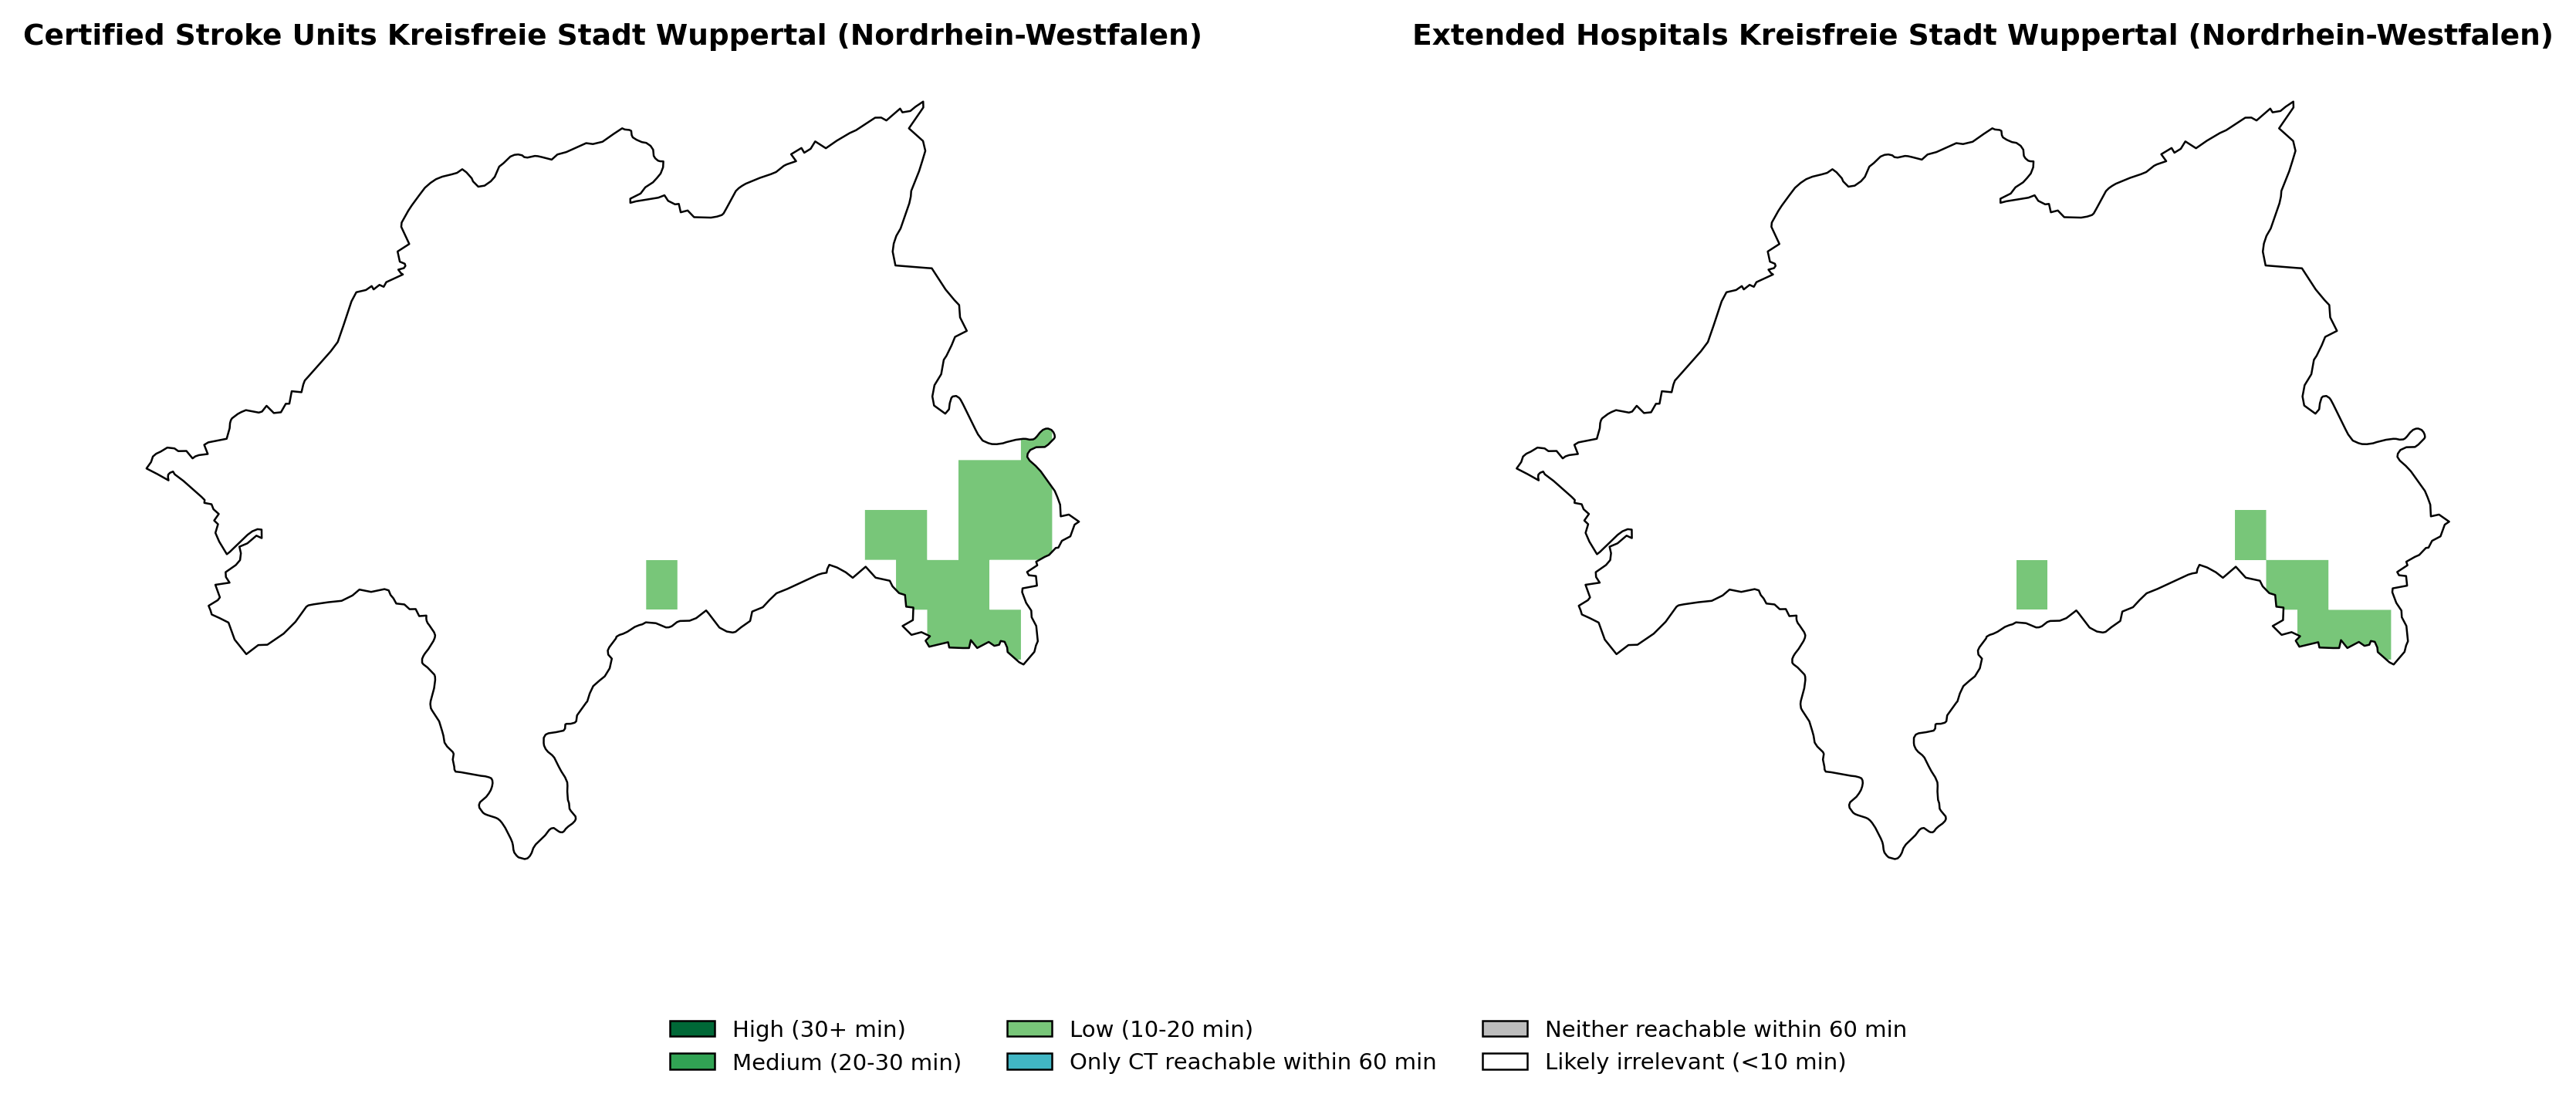 Certified Stroke Units Kreisfreie Stadt Wuppertal (Nordrhein-Westfalen)
Extended Hospitals Kreisfreie Stadt Wuppertal (Nordrhein-Westfalen)
High (30+ min)
Medium (20-30 min)
Low (10-20 min)
Only CT reachable within 60 min
Neither reachable within 60 min
Likely irrelevant (<10 min)